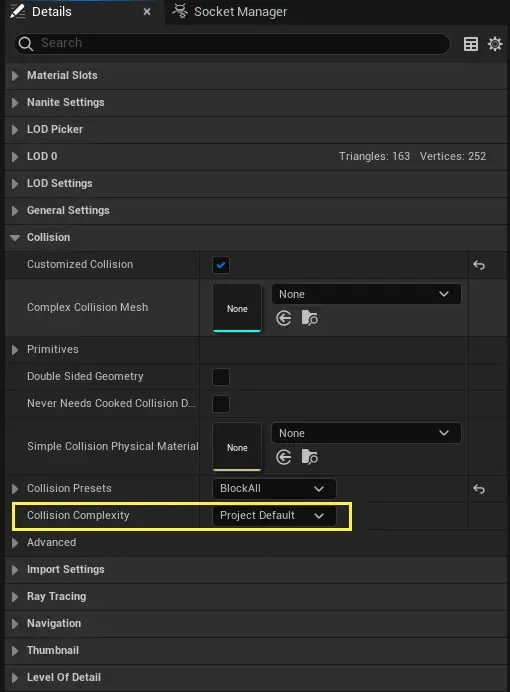 Details
Socket Manager
Search
Material Slots
Nanite Settings
LOD Picker
LOD 0 Triangles: 163 Vertices: 252
LOD Settings
General Settings
Collision
Customized Collision
Complex Collision Mesh None None
Primitives
Double Sided Geometry
Never Needs Cooked Collision D...
Simple Collision Physical Material None None
Collision Presets BlockAll
Collision Complexity Project Default
Advanced
Import Settings
Ray Tracing
Navigation
Thumbnail
Level Of Detail